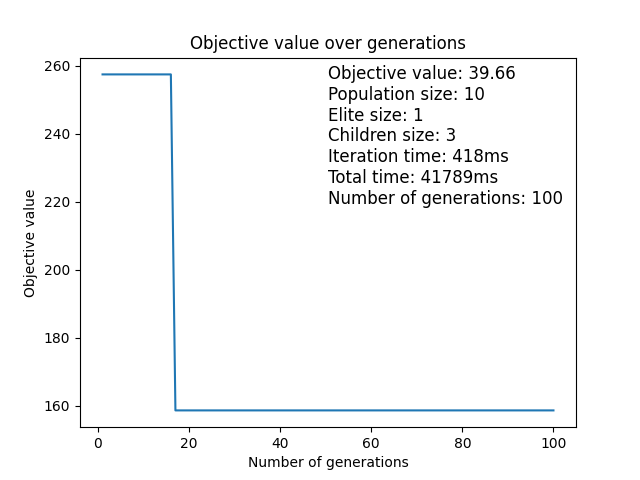 Objective value over generations
Objective value: 39.66
Population size: 10
Elite size: 1
Children size: 3
Iteration time: 418ms
Total time: 41789ms
Number of generations: 100
Objective value
260
240
220
200
180
160
0 20 40 60 80 100
Number of generations